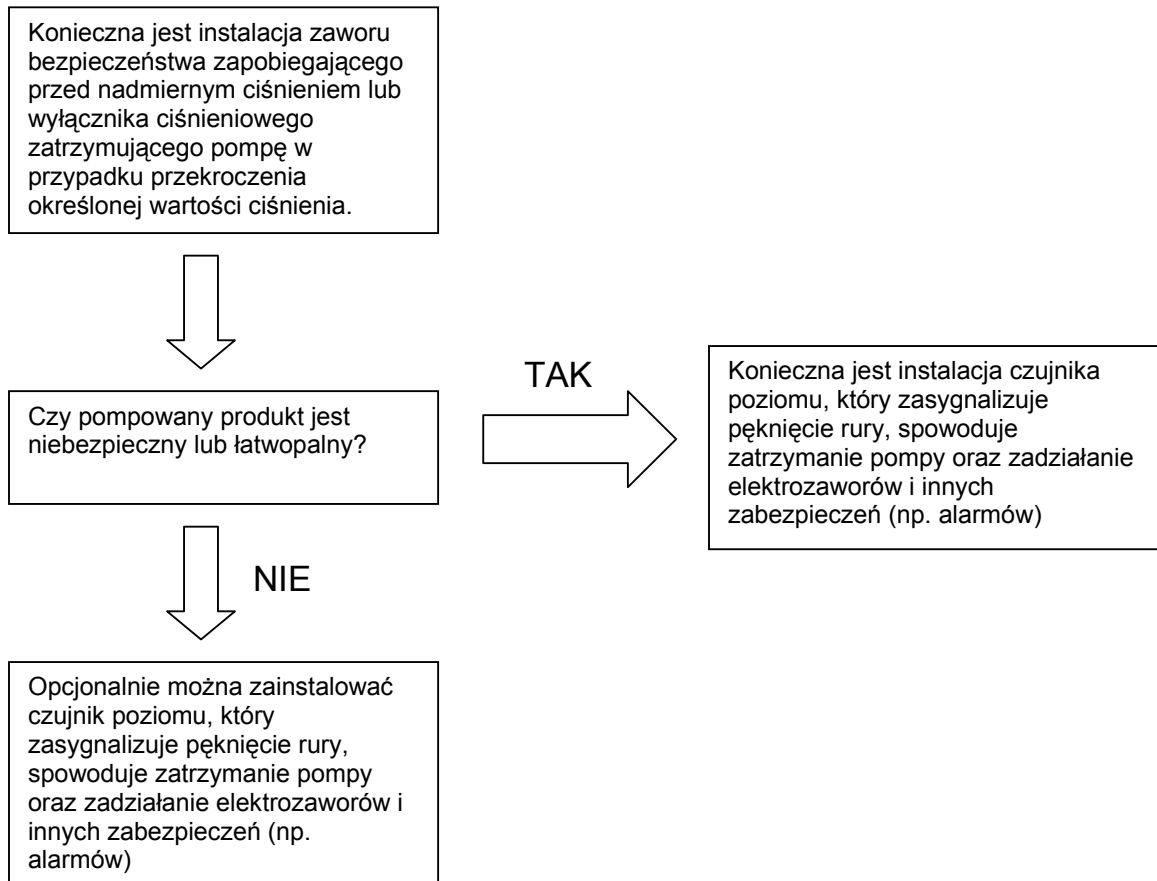 Konieczna jest instalacja zaworu
bezpieczeństwa zapobiegającego
przed nadmiernym ciśnieniem lub
wyłącznika ciśnieniowego
zatrzymującego pompę w
przypadku przekroczenia
określonej wartości ciśnienia.
Czy pompowany produkt jest
niebezpieczny lub łatwopalny?
TAK
Konieczna jest instalacja czujnika
poziomu, który zasygnalizuje
pęknięcie rury, spowoduje
zatrzymanie pompy oraz zadziałanie
elektrozaworów i innych
zabezpieczeń (np. alarmów)
NIE
Opcjonalnie można zainstalować
czujnik poziomu, który
zasygnalizuje pęknięcie rury,
spowoduje zatrzymanie pompy
oraz zadziałanie elektrozaworów i
innych zabezpieczeń (np.
alarmów)